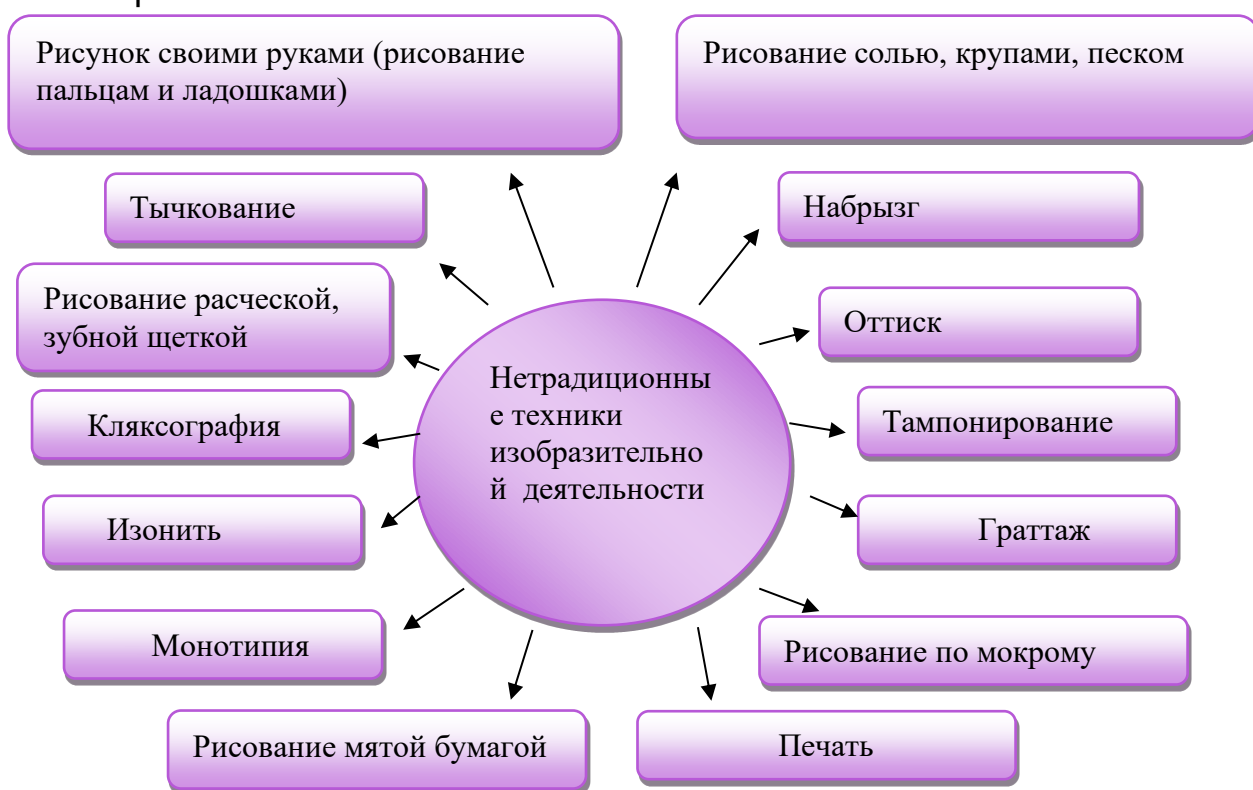 Рисунок своими руками (рисование
пальцам и ладошками)
Рисование солью, крупами, песком
Тычкование
Набрызг
Рисование расческой,
зубной щеткой
Оттиск
Нетрадиционны
е техники
изобразительно
й деятельности
Кляксография
Тампонирование
Изонить
Граттаж
Монотипия
Рисование по мокрому
Рисование мятой бумагой
Печать